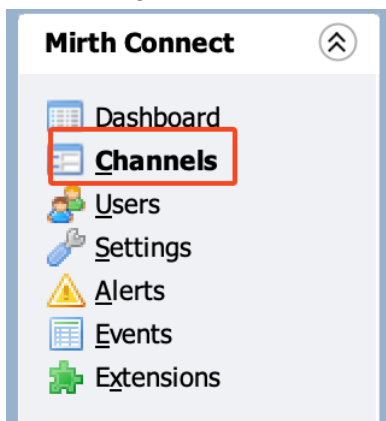 Mirth Connect
Dashboard
Channels
Users
Settings
Alerts
Events
Extensions